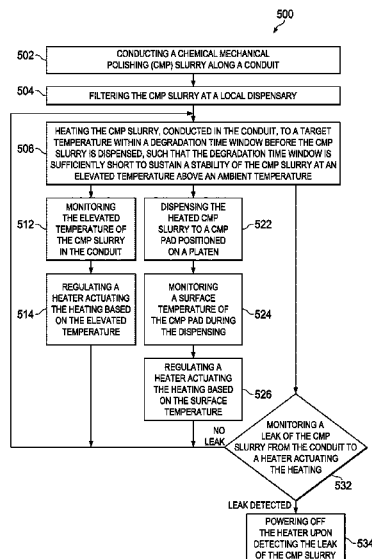 500
502
CONDUCTING A CHEMICAL MECHANICAL
POLISHING (CMP) SLURRY ALONG A CONDUIT
504
FILTERING THE CMP SLURRY AT A LOCAL DISPENSARY
506
HEATING THE CMP SLURRY, CONDUCTED IN THE CONDUIT, TO A TARGET
TEMPERATURE WITHIN A DEGRADATION TIME WINDOW BEFORE THE CMP
SLURRY IS DISPENSED, SUCH THAT THE DEGRADATION TIME WINDOW IS
SUFFICIENTLY SHORT TO SUSTAIN A STABILITY OF THE CMP SLURRY AT AN
ELEVATED TEMPERATURE ABOVE AN AMBIENT TEMPERATURE
512
MONITORING
THE ELEVATED
TEMPERATURE OF
THE CMP SLURRY
IN THE CONDUIT
514
REGULATING A
HEATER ACTUATING
THE HEATING BASED
ON THE ELEVATED
TEMPERATURE
DISPENSING THE
HEATED CMP
SLURRY TO A CMP
PAD POSITIONED
ON A PLATEN
522
MONITORING
A SURFACE
TEMPERATURE OF
THE CMP PAD DURING
THE DISPENSING
524
REGULATING A
HEATER ACTUATING
THE HEATING BASED
ON THE SURFACE
TEMPERATURE
526
NO
LEAK
MONITORING A
LEAK OF THE CMP
SLURRY FROM THE CONDUIT
TO A HEATER ACTUATING
THE HEATING
532
LEAK DETECTED
POWERING OFF
THE HEATER UPON
DETECTING THE LEAK
OF THE CMP SLURRY
534